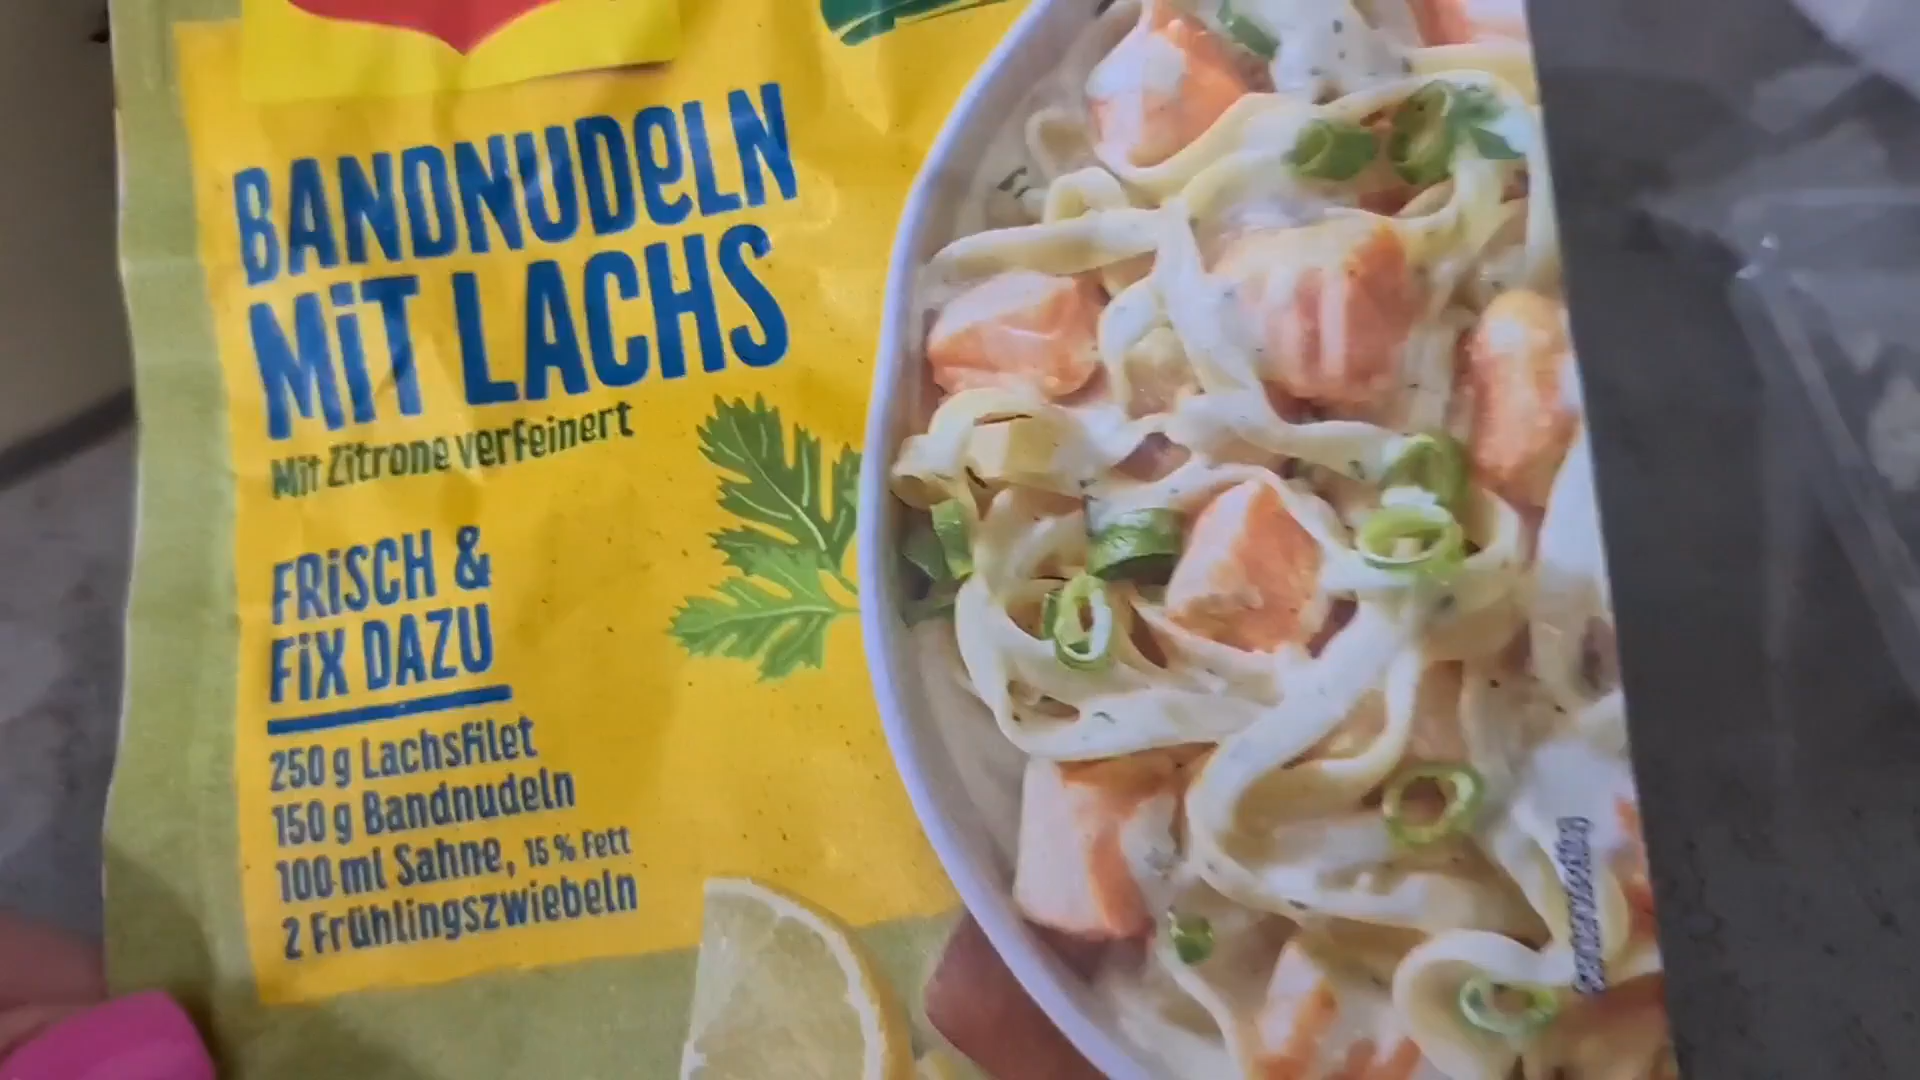 BANDNUDELN
MIT LACHS
Mit Zitrone verfeinert
FRISCH &
FIX DAZU
250 g Lachsfilet
150 g Bandnudeln
100 ml Sahne, 15 % Fett
2 Frühlingszwiebeln
Serviervorschlag